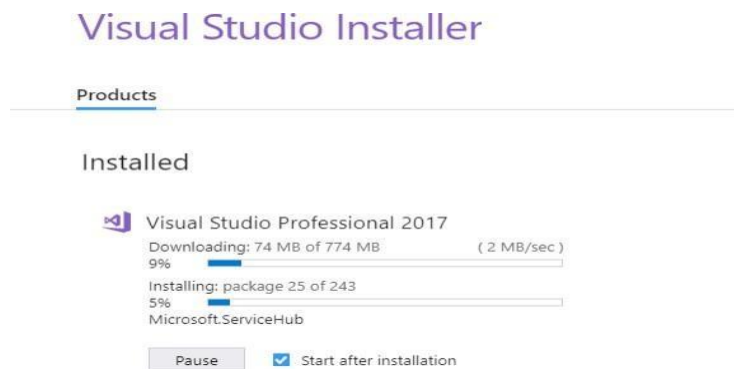 Visual Studio Installer
Products
Installed
Visual Studio Professional 2017
Downloading: 74 MB of 774 MB ( 2 MB/sec )
9%
Installing: package 25 of 243
5%
Microsoft.ServiceHub
Pause Start after installation